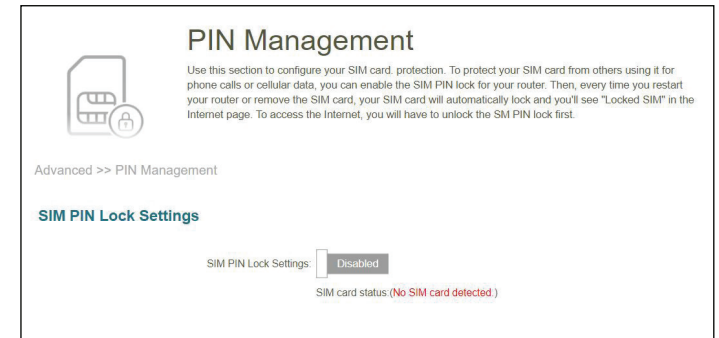 PIN Management
Use this section to configure your SIM card. protection. To protect your SIM card from others using it for
phone calls or cellular data, you can enable the SIM PIN lock for your router. Then, every time you restart
your router or remove the SIM card, your SIM card will automatically lock and you'll see "Locked SIM" in the
Internet page. To access the Internet, you will have to unlock the SM PIN lock first.
Advanced >> PIN Management
SIM PIN Lock Settings
SIM PIN Lock Settings: Disabled
SIM card status:(No SIM card detected.)